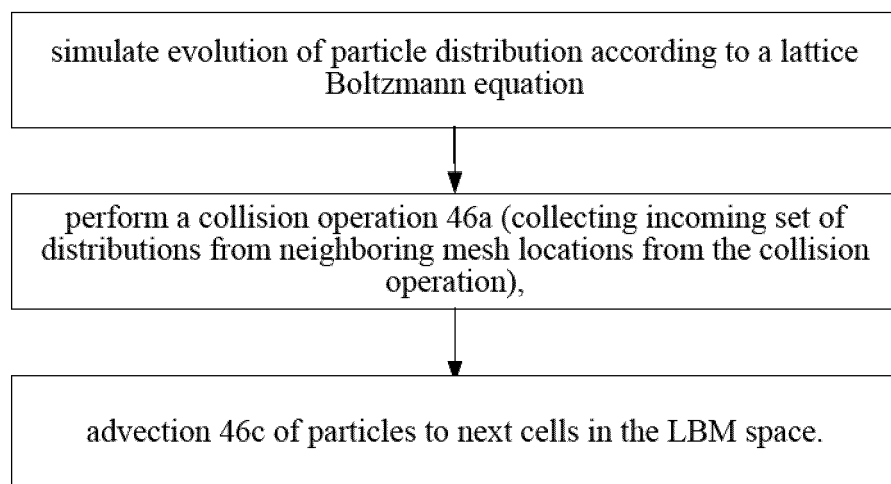 simulate evolution of particle distribution according to a lattice
Boltzmann equation
perform a collision operation 46a (collecting incoming set of
distributions from neighboring mesh locations from the collision
operation),
advection 46c of particles to next cells in the LBM space.